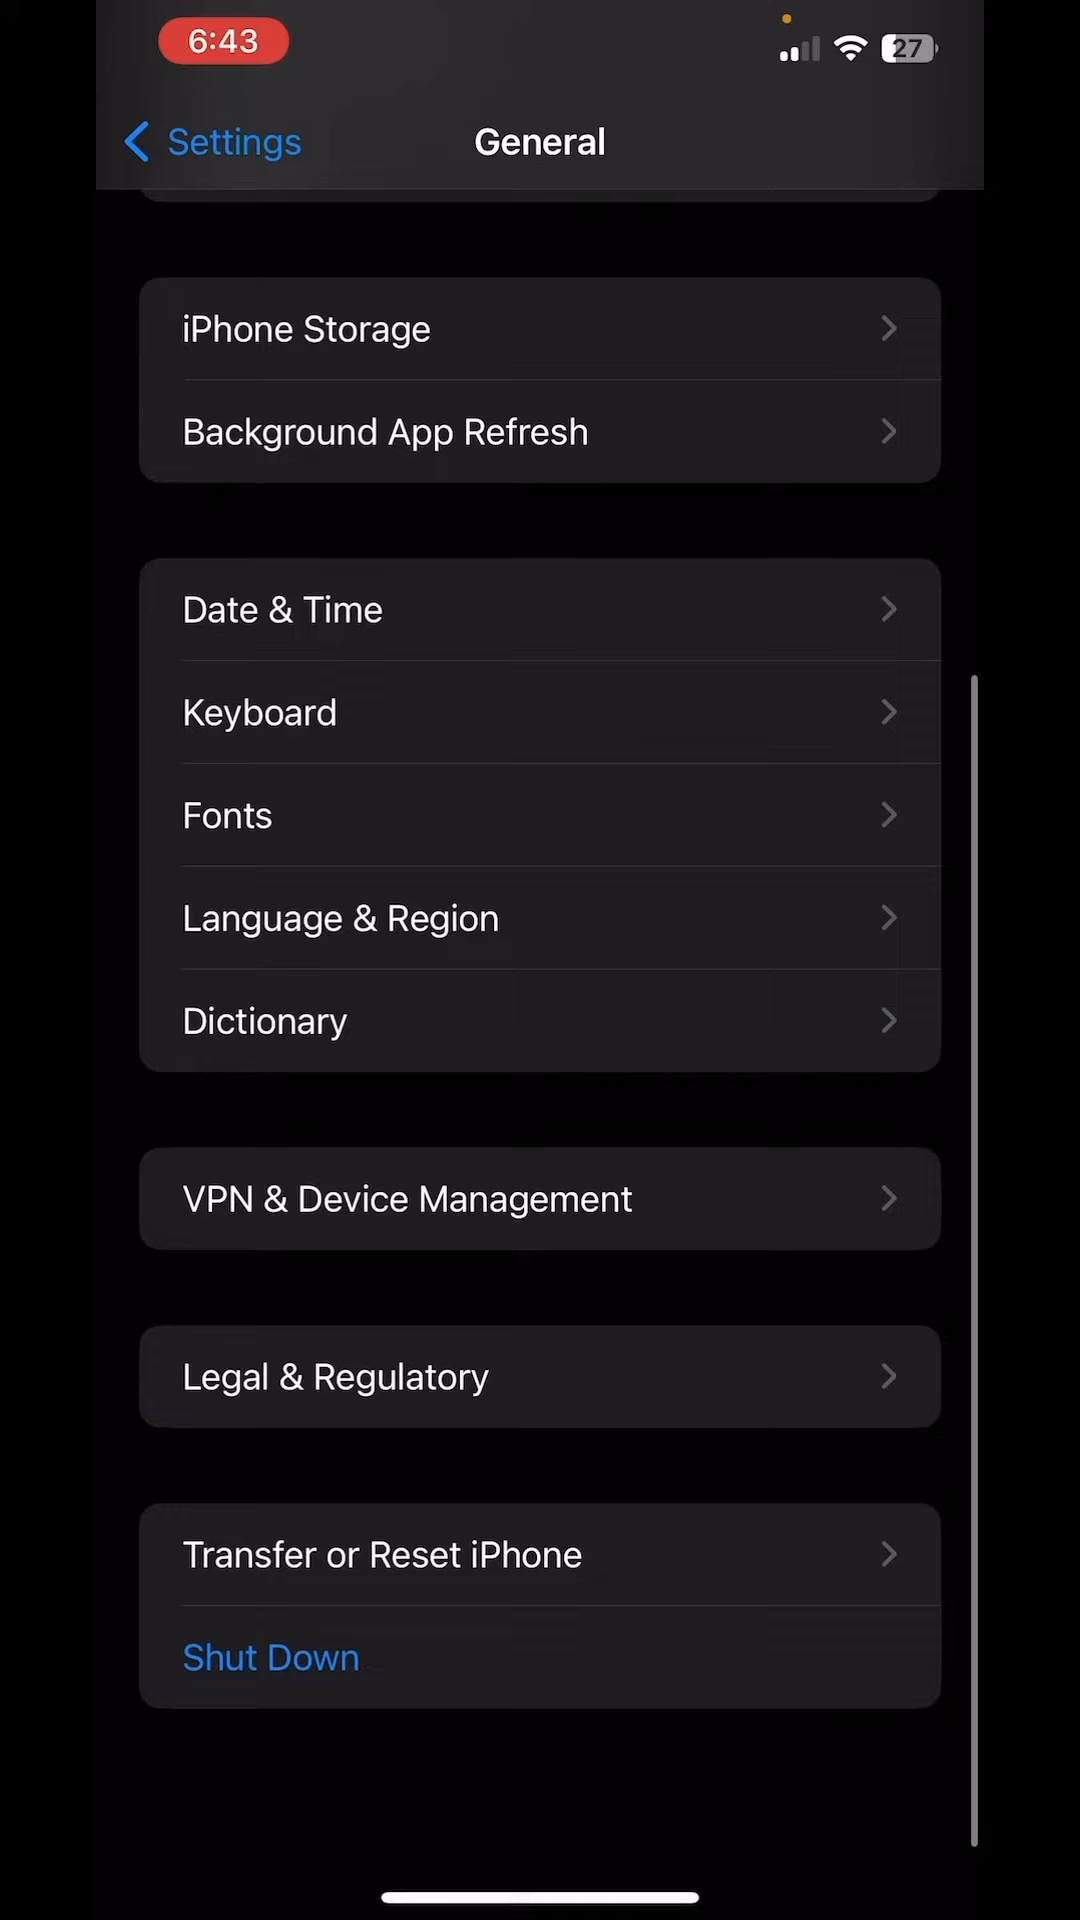 6:43
27
Settings
General
iPhone Storage
Background App Refresh
Date & Time
Keyboard
Fonts
Language & Region
Dictionary
VPN & Device Management
Legal & Regulatory
Transfer or Reset iPhone
Shut Down